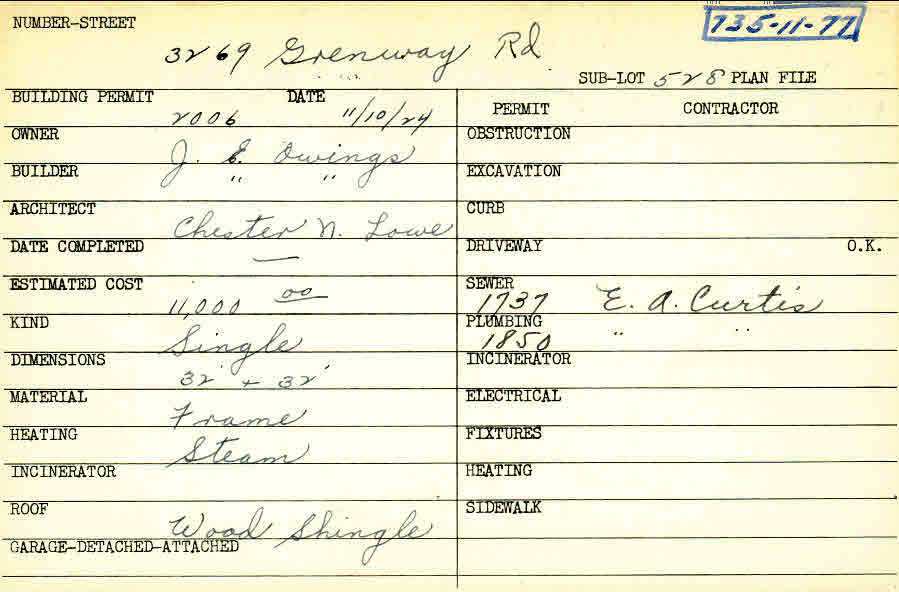 NUMBER-STREET
735-11-77
3269 Grenway Rd
SUB-LOT 528 PLAN FILE
BUILDING PERMIT 2006 DATE 11/10/24
PERMIT CONTRACTOR
OWNER J. E. Owings
OBSTRUCTION
BUILDER " "
EXCAVATION
ARCHITECT Chester N. Lowe
CURB
DATE COMPLETED —
DRIVEWAY O.K.
ESTIMATED COST 11,000 00
SEWER 1737 E. A. Curtis
KIND Single
PLUMBING 1850 " "
DIMENSIONS 32' + 32'
INCINERATOR
MATERIAL Frame
ELECTRICAL
HEATING Steam
FIXTURES
INCINERATOR
HEATING
ROOF Wood Shingle
SIDEWALK
GARAGE-DETACHED-ATTACHED